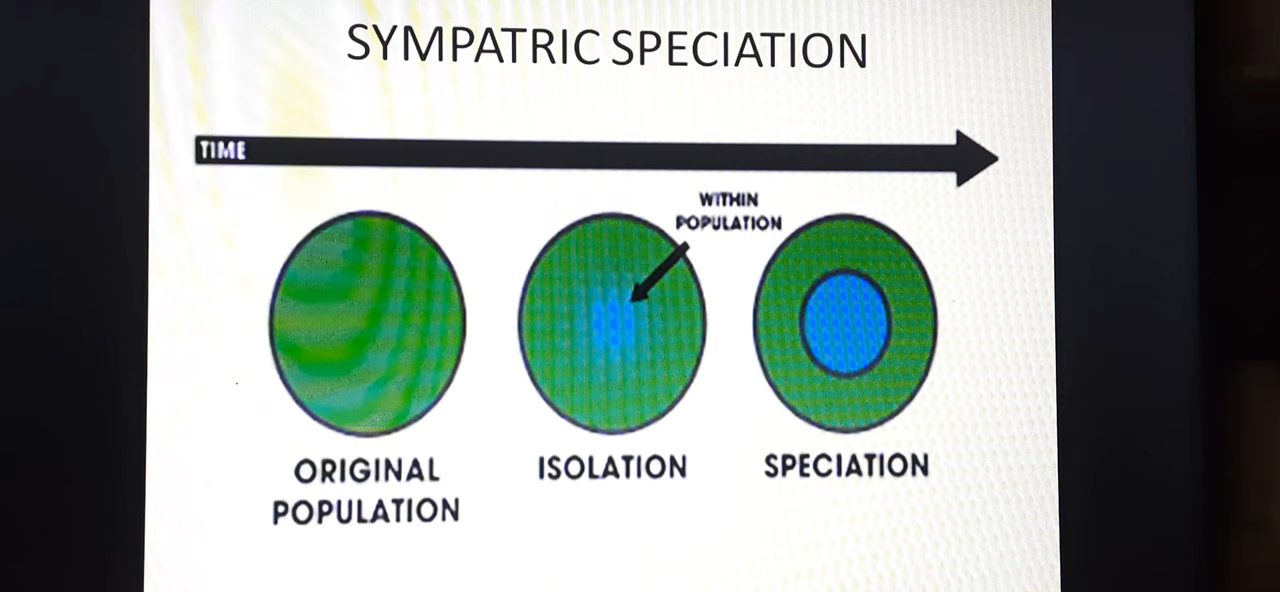 SYMPATRIC SPECIATION
TIME
WITHIN
POPULATION
ORIGINAL
POPULATION
ISOLATION
SPECIATION